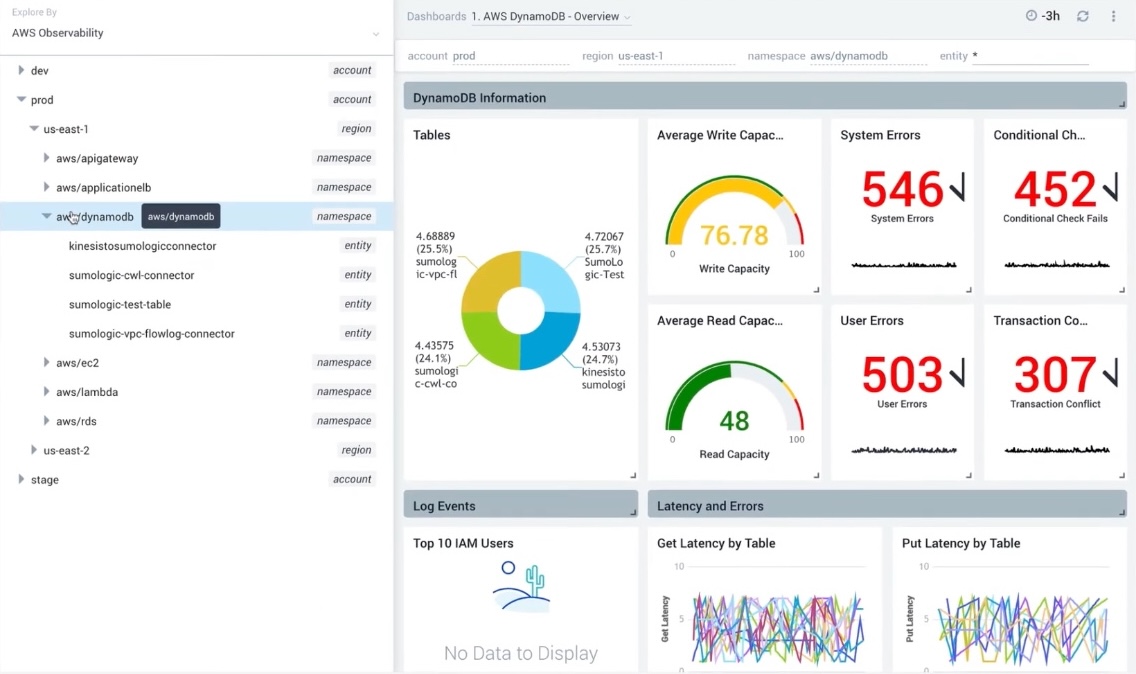 Explore By
AWS Observability
dev account
prod account
us-east-1 region
aws/apigateway namespace
aws/applicationelb namespace
aws/dynamodb aws/dynamodb namespace
kinesistosumologicconnector entity
sumologic-cwl-connector entity
sumologic-test-table entity
sumologic-vpc-flowlog-connector entity
aws/ec2 namespace
aws/lambda namespace
aws/rds namespace
us-east-2 region
stage account
Dashboards 1. AWS DynamoDB - Overview
-3h
account prod region us-east-1 namespace aws/dynamodb entity *
DynamoDB Information
Tables
4.68889
(25.5%)
sumolog
ic-vpc-fl
4.72067
(25.7%)
SumoLo
gic-Test
4.43575
(24.1%)
sumologi
c-cwl-co
4.53073
(24.7%)
kinesisto
sumologi
Average Write Capac...
76.78
0 100
Write Capacity
System Errors
546
System Errors
Conditional Ch...
452
Conditional Check Fails
Average Read Capac...
48
0 100
Read Capacity
User Errors
503
User Errors
Transaction Co...
307
Transaction Conflict
Log Events
Top 10 IAM Users
No Data to Display
Latency and Errors
Get Latency by Table
10
5
0
Get Latency
Put Latency by Table
10
5
0
Put Latency